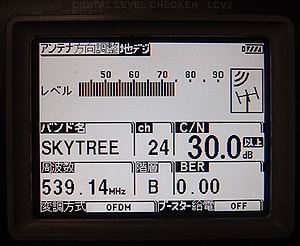 DIGITAL LEVEL CHECKER LCV2
アンテナ方向調整 地デジ
50 60 70 80 90
レベル
バンド名 ch C/N
SKYTREE 24 30.0 以上 dB
周波数 階層 BER
539.14MHz B 0.00
変調方式 OFDM ブースター給電 OFF